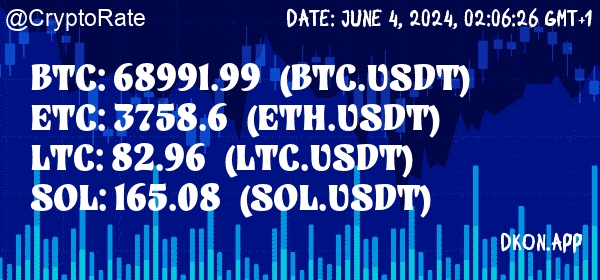 @CryptoRate
DATE: JUNE 4, 2024, 02:06:26 GMT+1
BTC: 68991.99 (BTC.USDT)
ETC: 3758.6 (ETH.USDT)
LTC: 82.96 (LTC.USDT)
SOL: 165.08 (SOL.USDT)
DKON.APP